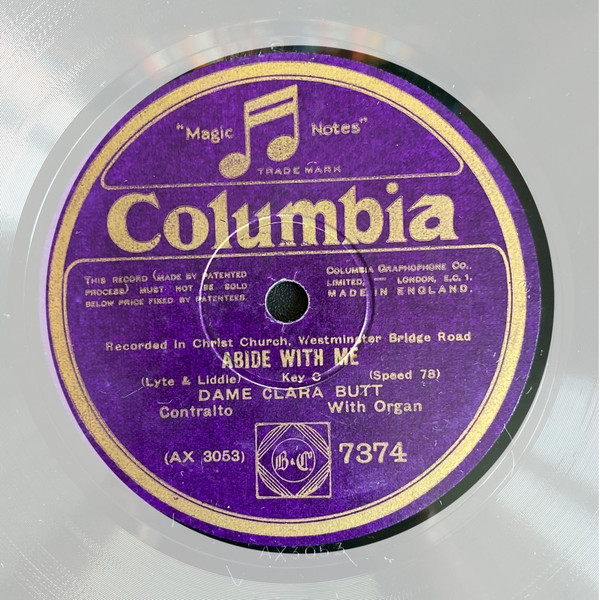 "Magic Notes"
TRADE MARK
Columbia
THIS RECORD (MADE BY PATENTED
PROCESS) MUST NOT BE SOLD
BELOW PRICE FIXED BY PATENTEES.
COLUMBIA GRAPHOPHONE CO.,
LIMITED, LONDON, E.C. 1.
MADE IN ENGLAND.
Recorded in Christ Church, Westminster Bridge Road
ABIDE WITH ME
(Lyte & Liddle) Key C (Speed 78)
DAME CLARA BUTT
Contralto With Organ
(AX 3053) B&C 7374
AX3053